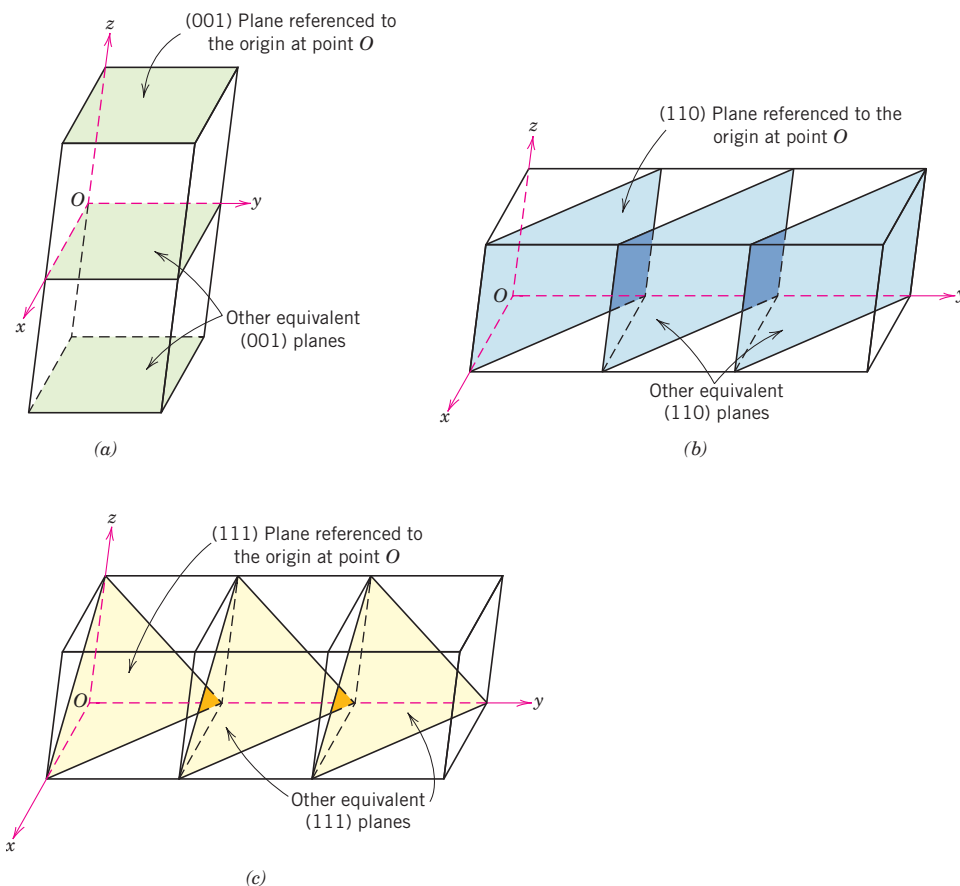 (001) Plane referenced to
the origin at point O
z
O
y
x
Other equivalent
(001) planes
(a)
(110) Plane referenced to the
origin at point O
z
O
y
x
Other equivalent
(110) planes
(b)
(111) Plane referenced to
the origin at point O
z
O
y
x
Other equivalent
(111) planes
(c)